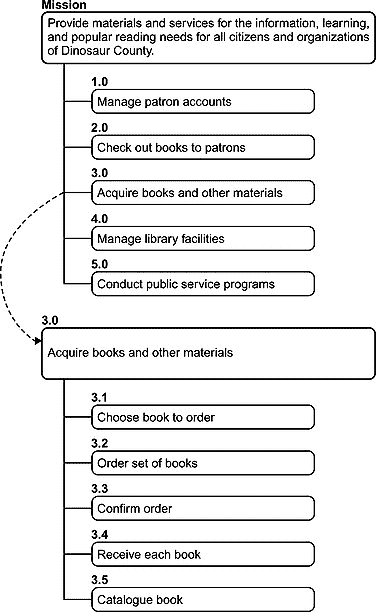 Mission
Provide materials and services for the information, learning,
and popular reading needs for all citizens and organizations
of Dinosaur County.
1.0
Manage patron accounts
2.0
Check out books to patrons
3.0
Acquire books and other materials
4.0
Manage library facilities
5.0
Conduct public service programs
3.0
Acquire books and other materials
3.1
Choose book to order
3.2
Order set of books
3.3
Confirm order
3.4
Receive each book
3.5
Catalogue book